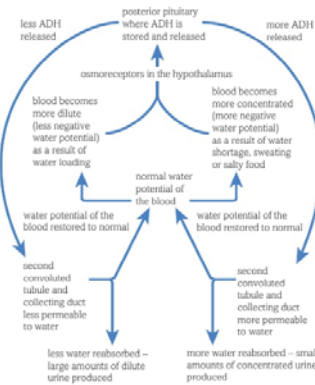 posterior pituitary
where ADH is
stored and released
less ADH
released
more ADH
released
osmoreceptors in the hypothalamus
blood becomes
more dilute
(less negative
water potential)
as a result of
water loading
blood becomes
more concentrated
(more negative
water potential)
as a result of water
shortage, sweating
or salty food
normal water
potential of
the blood
water potential of the
blood restored to normal
water potential of the
blood restored to normal
second
convoluted
tubule and
collecting duct
less permeable
to water
second
convoluted
tubule and
collecting duct
more permeable
to water
less water reabsorbed –
large amounts of dilute
urine produced
more water reabsorbed – smal
amounts of concentrated urine
produced